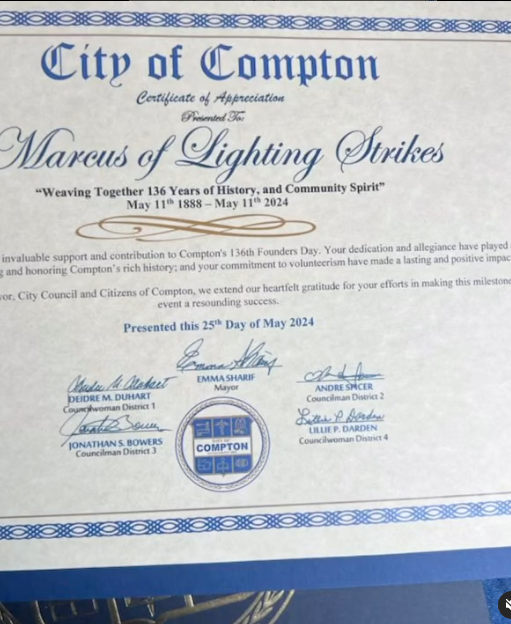 City of Compton
Certificate of Appreciation
Presented To:
Marcus of Lighting Strikes
“Weaving Together 136 Years of History, and Community Spirit”
May 11th 1888 – May 11th 2024
invaluable support and contribution to Compton's 136th Founders Day. Your dedication and allegiance have played
and honoring Compton's rich history; and your commitment to volunteerism have made a lasting and positive impac
City Council and Citizens of Compton, we extend our heartfelt gratitude for your efforts in making this milestone
event a resounding success.
Presented this 25th Day of May 2024
EMMA SHARIF
Mayor
DEIDRE M. DUHART
Councilwoman District 1
ANDRE SPICER
Councilman District 2
JONATHAN S. BOWERS
Councilman District 3
LILLIE P. DARDEN
Councilwoman District 4
COMPTON